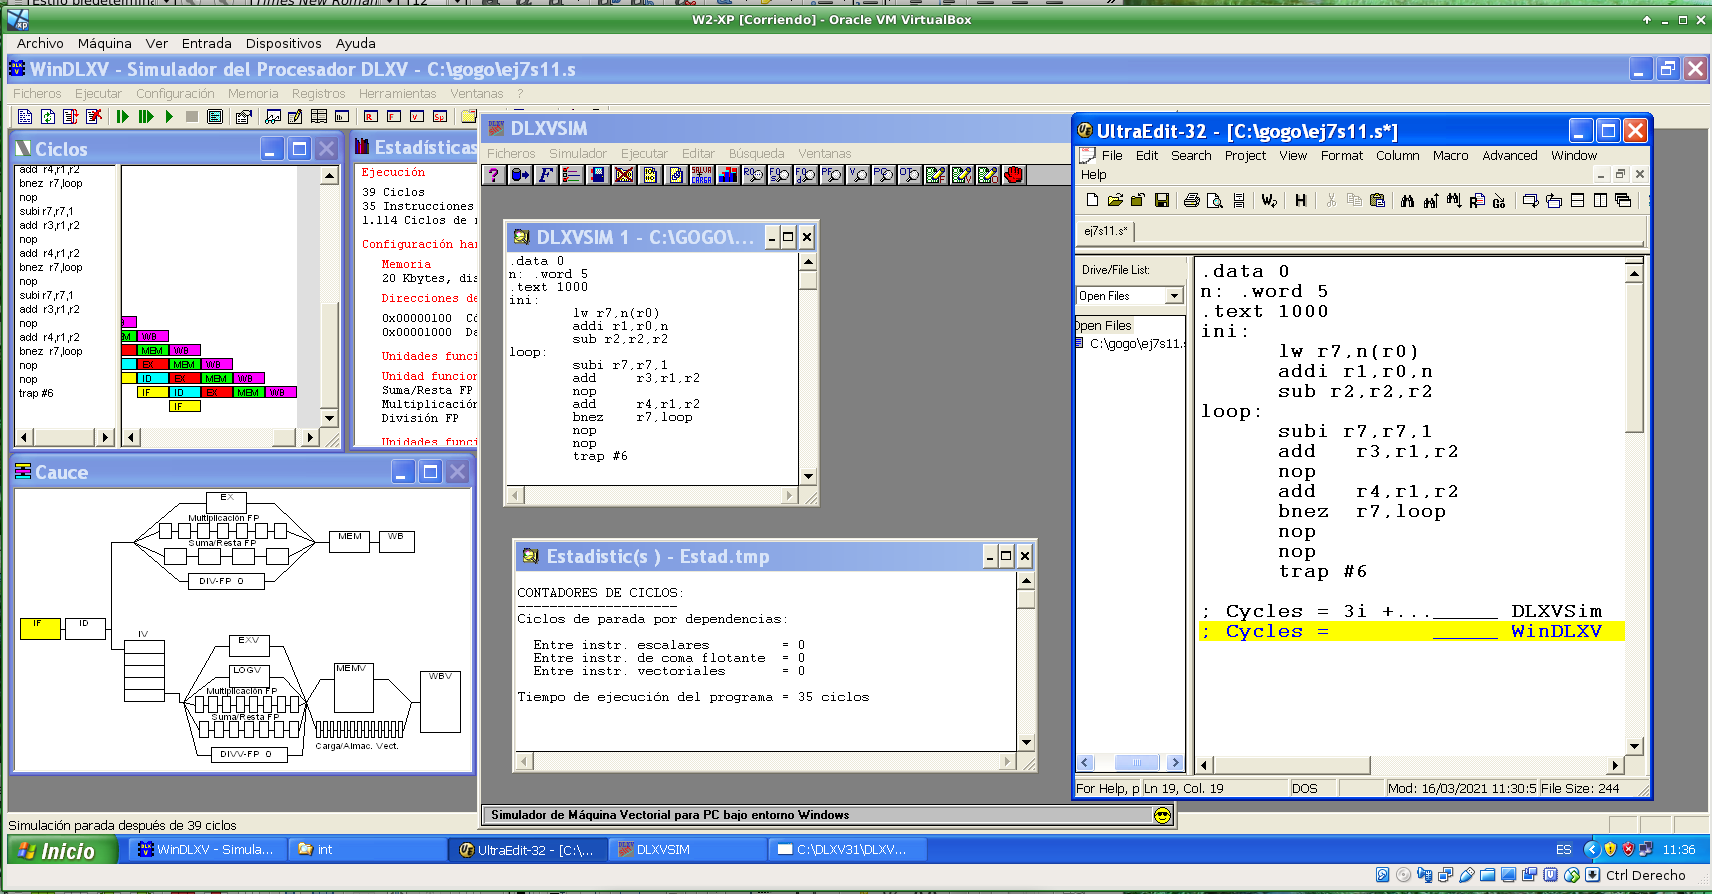 W2-XP [Corriendo] - Oracle VM VirtualBox
Archivo Máquina Ver Entrada Dispositivos Ayuda
WinDLXV - Simulador del Procesador DLXV - C:\gogo\ej7s11.s
Ficheros Ejecutar Configuración Memoria Registros Herramientas Ventanas ?
Ciclos
add r4,r1,r2
bnez r7,loop
nop
subi r7,r7,1
add r3,r1,r2
nop
add r4,r1,r2
bnez r7,loop
nop
subi r7,r7,1
add r3,r1,r2
nop
add r4,r1,r2
bnez r7,loop
nop
nop
trap #6
WB
MEM WB
EX MEM WB
ID EX MEM WB
IF ID EX MEM WB
IF
Estadísticas
Ejecución
39 Ciclos
35 Instrucciones
1.114 Ciclos de
Configuración
Memoria
20 Kbytes,
Direcciones de
0x00000100
0x00001000
Unidades
Unidad
Suma/Resta FP
Multiplicación
División FP
Unidades
Cauce
EX
Multiplicación FP
Suma/Resta FP
DIV-FP 0
MEM WB
IF ID
IV
EXV
LOGV
Multiplicación FP
Suma/Resta FP
DIVV-FP 0
MEMV
WBV
Carga/Almac. Vect.
Simulación parada después de 39 ciclos
DLXVSIM
Ficheros Simulador Ejecutar Editar Búsqueda Ventanas
DLXVSIM 1 - C:\GOGO\...
.data 0
n: .word 5
.text 1000
ini:
lw r7,n(r0)
addi r1,r0,n
sub r2,r2,r2
loop:
subi r7,r7,1
add r3,r1,r2
nop
add r4,r1,r2
bnez r7,loop
nop
nop
trap #6
Estadistic(s ) - Estad.tmp
CONTADORES DE CICLOS:
--------------------
Ciclos de parada por dependencias:
Entre instr. escalares = 0
Entre instr. de coma flotante = 0
Entre instr. vectoriales = 0
Tiempo de ejecución del programa = 35 ciclos
Simulador de Máquina Vectorial para PC bajo entorno Windows
UltraEdit-32 - [C:\gogo\ej7s11.s*]
File Edit Search Project View Format Column Macro Advanced Window
Help
ej7s11.s*
Drive/File List:
Open Files
Open Files
C:\gogo\ej7s11.
.data 0
n: .word 5
.text 1000
ini:
lw r7,n(r0)
addi r1,r0,n
sub r2,r2,r2
loop:
subi r7,r7,1
add r3,r1,r2
nop
add r4,r1,r2
bnez r7,loop
nop
nop
trap #6
; Cycles = 3i +...______ DLXVSim
; Cycles = ______ WinDLXV
For Help, p Ln 19, Col. 19 DOS Mod: 16/03/2021 11:30:5 File Size: 244
Inicio WinDLXV - Simula... int UltraEdit-32 - [C:\... DLXVSIM C:\DLXV31\DLXV... ES 11:36
Ctrl Derecho